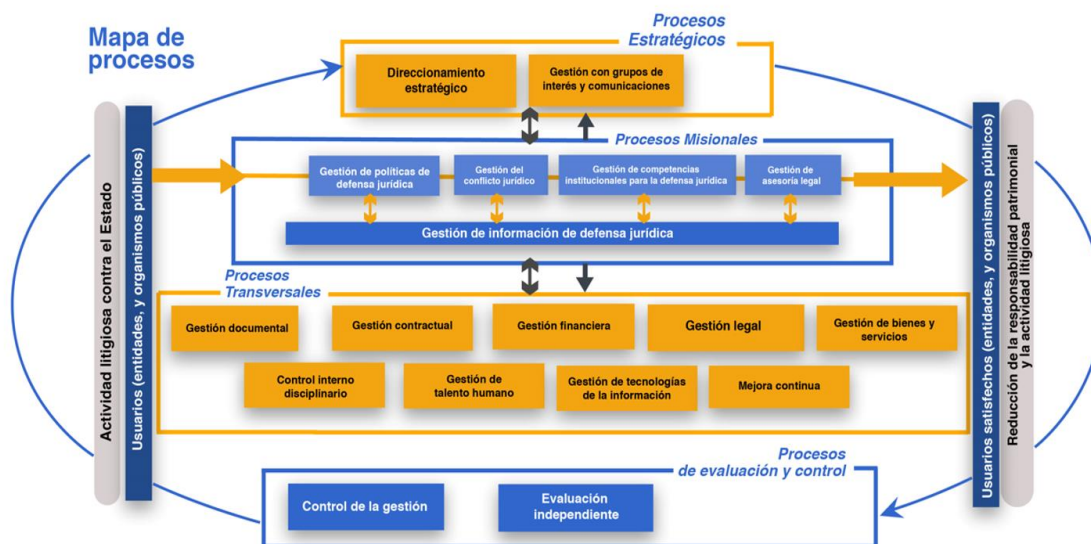 Mapa de
procesos
Procesos
Estratégicos
Direccionamiento
estratégico
Gestión con grupos de
interés y comunicaciones
Actividad litigiosa contra el Estado
Usuarios (entidades, y organismos públicos)
Procesos Misionales
Gestión de políticas de
defensa jurídica
Gestión del
conflicto jurídico
Gestión de competencias
institucionales para la defensa jurídica
Gestión de
asesoría legal
Gestión de información de defensa jurídica
Procesos
Transversales
Gestión documental
Gestión contractual
Gestión financiera
Gestión legal
Gestión de bienes y
servicios
Control interno
disciplinario
Gestión de
talento humano
Gestión de tecnologías
de la información
Mejora continua
Procesos
de evaluación y control
Control de la gestión
Evaluación
independiente
Usuarios satisfechos (entidades, y organismos públicos)
Reducción de la responsabilidad patrimonial
y la actividad litigiosa